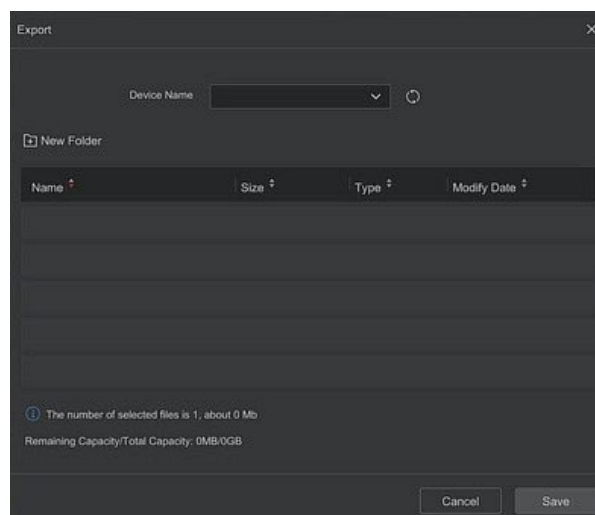 Export
Device Name
New Folder
Name Size Type Modify Date
The number of selected files is 1, about 0 Mb
Remaining Capacity/Total Capacity: 0MB/0GB
Cancel Save